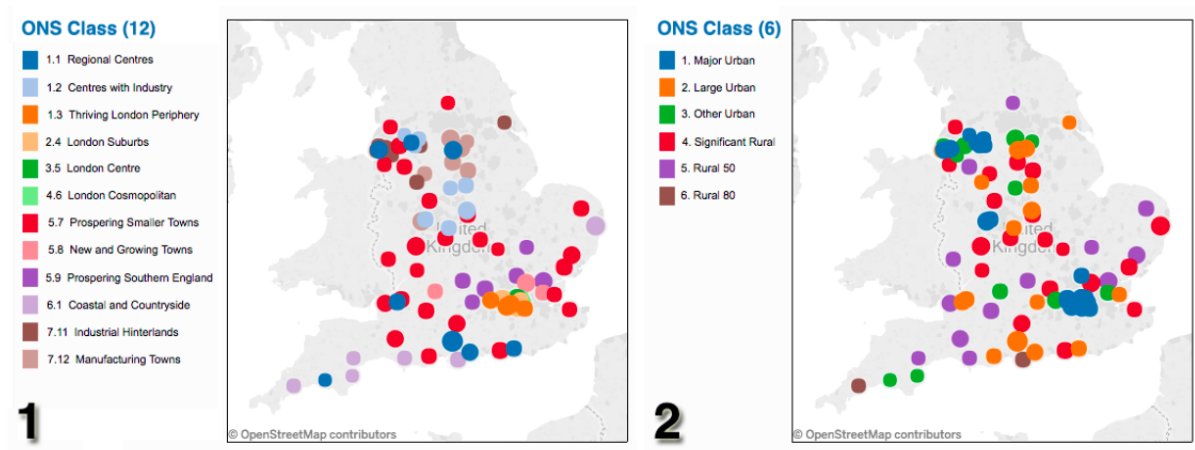 ONS Class (12)
1.1 Regional Centres
1.2 Centres with Industry
1.3 Thriving London Periphery
2.4 London Suburbs
3.5 London Centre
4.6 London Cosmopolitan
5.7 Prospering Smaller Towns
5.8 New and Growing Towns
5.9 Prospering Southern England
6.1 Coastal and Countryside
7.11 Industrial Hinterlands
7.12 Manufacturing Towns
1
United
Kingdom
© OpenStreetMap contributors
ONS Class (6)
1. Major Urban
2. Large Urban
3. Other Urban
4. Significant Rural
5. Rural 50
6. Rural 80
2
United
Kingdom
© OpenStreetMap contributors